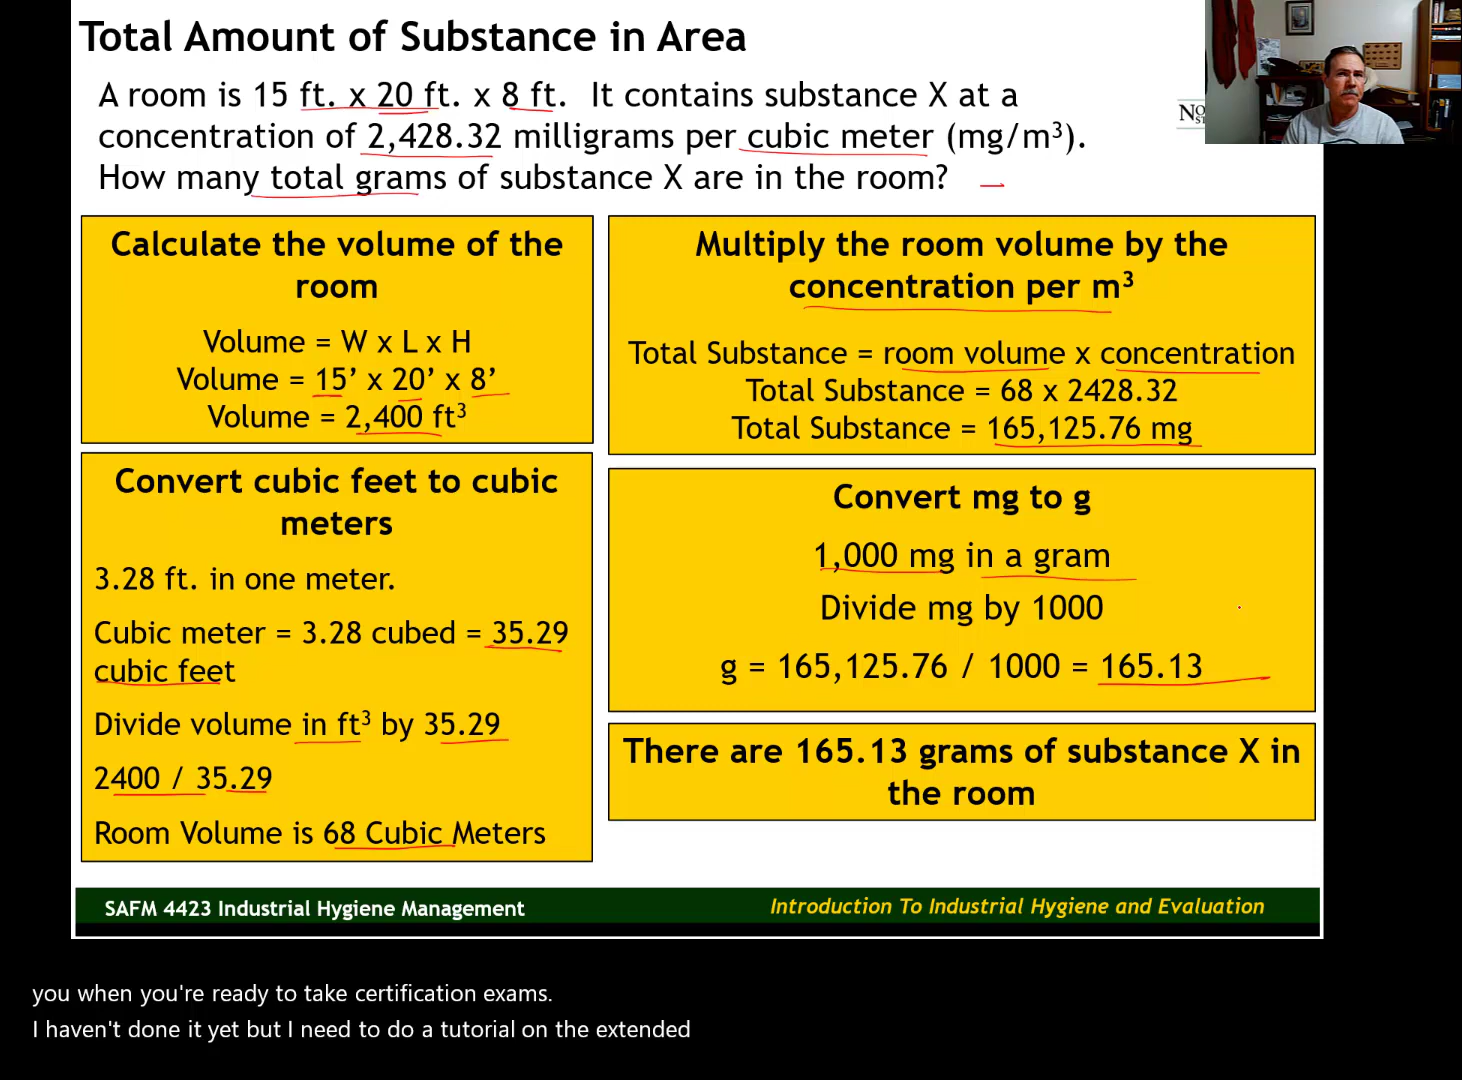 Total Amount of Substance in Area
A room is 15 ft. x 20 ft. x 8 ft. It contains substance X at a
concentration of 2,428.32 milligrams per cubic meter (mg/m³).
How many total grams of substance X are in the room?
Calculate the volume of the
room
Volume = W x L x H
Volume = 15’ x 20’ x 8’
Volume = 2,400 ft³
Convert cubic feet to cubic
meters
3.28 ft. in one meter.
Cubic meter = 3.28 cubed = 35.29
cubic feet
Divide volume in ft³ by 35.29
2400 / 35.29
Room Volume is 68 Cubic Meters
Multiply the room volume by the
concentration per m³
Total Substance = room volume x concentration
Total Substance = 68 x 2428.32
Total Substance = 165,125.76 mg
Convert mg to g
1,000 mg in a gram
Divide mg by 1000
g = 165,125.76 / 1000 = 165.13
There are 165.13 grams of substance X in
the room
SAFM 4423 Industrial Hygiene Management
Introduction To Industrial Hygiene and Evaluation
you when you're ready to take certification exams.
I haven't done it yet but I need to do a tutorial on the extended